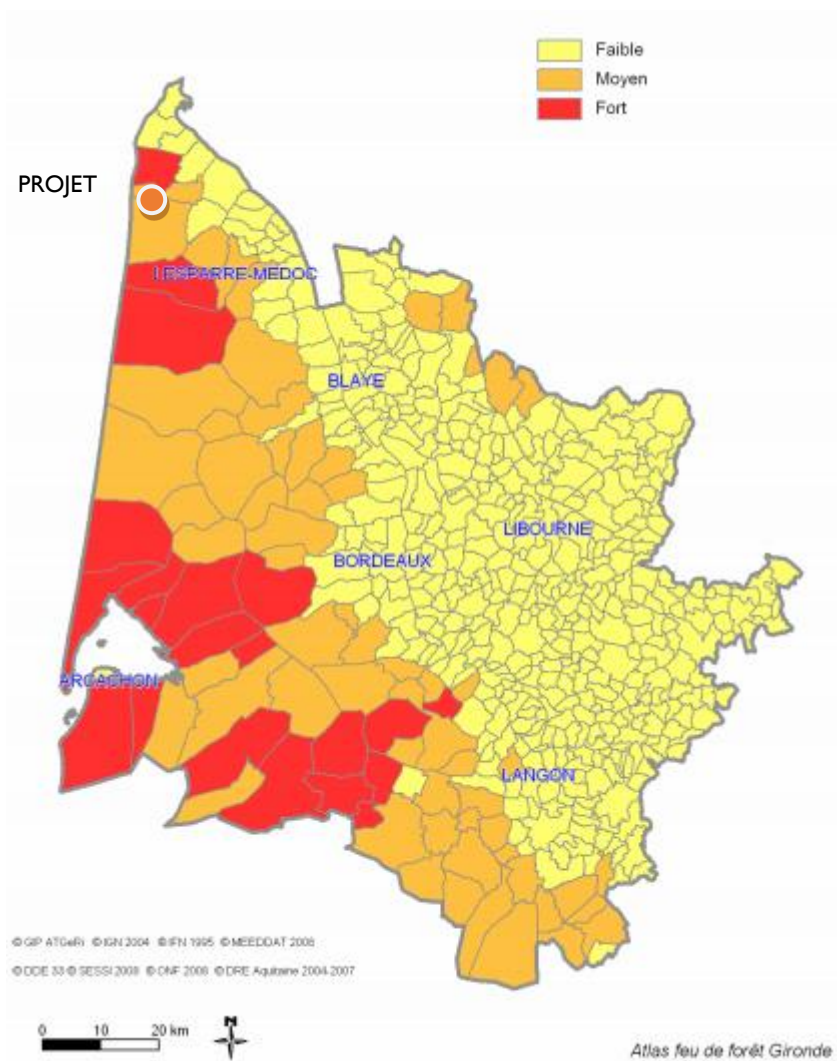 Faible
Moyen
Fort
PROJET
LESPARRE-MEDOC
BLAYE
LIBOURNE
BORDEAUX
ARCACHON
LANGON
© GIP ATGeRi © IGN 2004 © IFN 1995 © MEEDDAT 2008
© DDE 33 © SESSI 2008 © ONF 2008 © DRE Aquitaine 2004-2007
0 10 20 km
N
Atlas feu de forêt Gironde